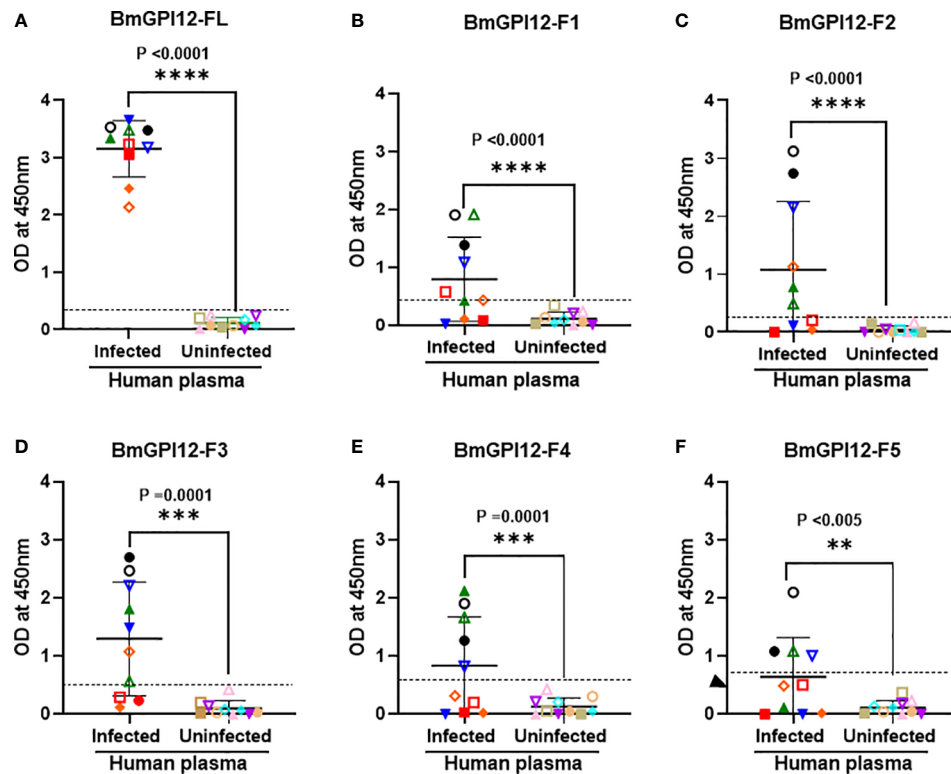 A
BmGPI12-FL
P <0.0001
****
OD at 450nm
4
3
2
1
0
Infected
Uninfected
Human plasma
B
BmGPI12-F1
P <0.0001
****
OD at 450nm
4
3
2
1
0
Infected
Uninfected
Human plasma
C
BmGPI12-F2
P <0.0001
****
OD at 450nm
4
3
2
1
0
Infected
Uninfected
Human plasma
D
BmGPI12-F3
P =0.0001
***
OD at 450nm
4
3
2
1
0
Infected
Uninfected
Human plasma
E
BmGPI12-F4
P =0.0001
***
OD at 450nm
4
3
2
1
0
Infected
Uninfected
Human plasma
F
BmGPI12-F5
P <0.005
**
OD at 450nm
4
3
2
1
0
Infected
Uninfected
Human plasma